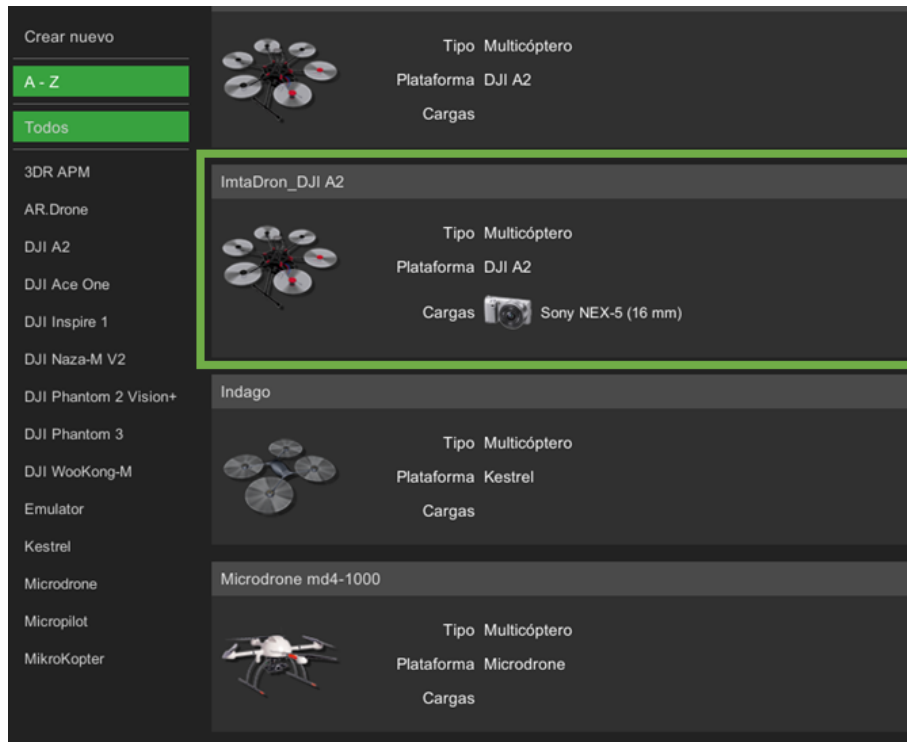 Crear nuevo
A - Z
Todos
3DR APM
AR.Drone
DJI A2
DJI Ace One
DJI Inspire 1
DJI Naza-M V2
DJI Phantom 2 Vision+
DJI Phantom 3
DJI WooKong-M
Emulator
Kestrel
Microdrone
Micropilot
MikroKopter
Tipo Multicóptero
Plataforma DJI A2
Cargas
ImtaDron_DJI A2
Tipo Multicóptero
Plataforma DJI A2
Cargas Sony NEX-5 (16 mm)
Indago
Tipo Multicóptero
Plataforma Kestrel
Cargas
Microdrone md4-1000
Tipo Multicóptero
Plataforma Microdrone
Cargas